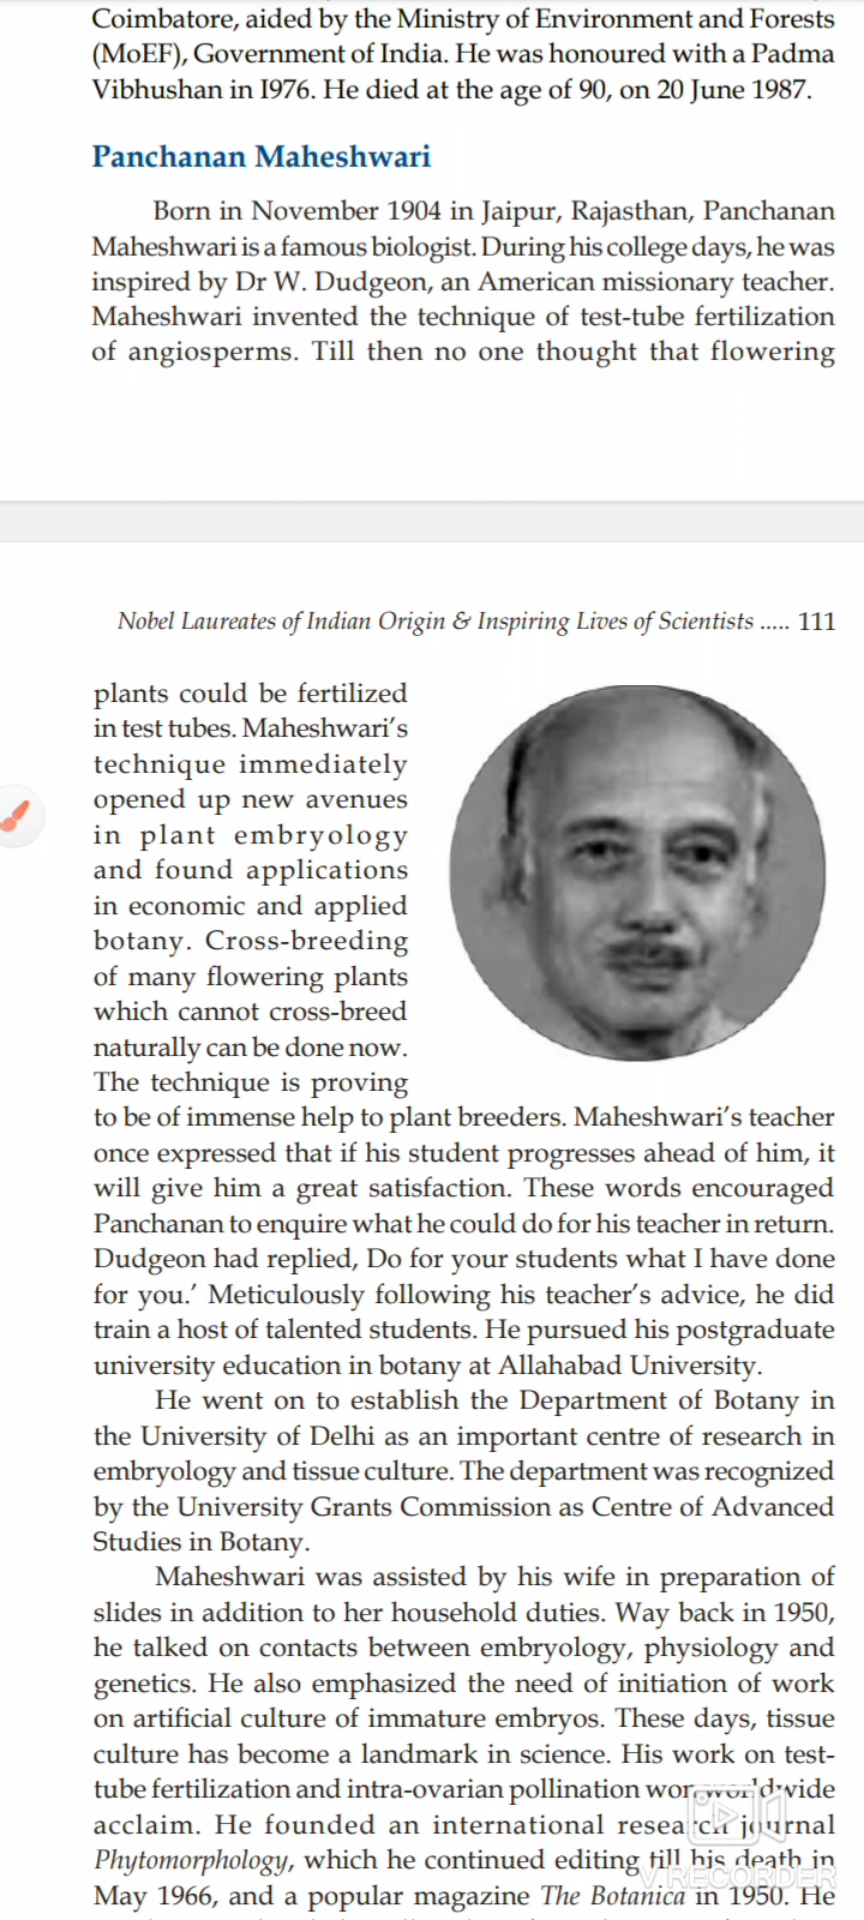 Coimbatore, aided by the Ministry of Environment and Forests
(MoEF), Government of India. He was honoured with a Padma
Vibhushan in I976. He died at the age of 90, on 20 June 1987.
Panchanan Maheshwari
Born in November 1904 in Jaipur, Rajasthan, Panchanan
Maheshwari is a famous biologist. During his college days, he was
inspired by Dr W. Dudgeon, an American missionary teacher.
Maheshwari invented the technique of test-tube fertilization
of angiosperms. Till then no one thought that flowering
Nobel Laureates of Indian Origin & Inspiring Lives of Scientists ..... 111
plants could be fertilized
in test tubes. Maheshwari’s
technique immediately
opened up new avenues
in plant embryology
and found applications
in economic and applied
botany. Cross-breeding
of many flowering plants
which cannot cross-breed
naturally can be done now.
The technique is proving
to be of immense help to plant breeders. Maheshwari’s teacher
once expressed that if his student progresses ahead of him, it
will give him a great satisfaction. These words encouraged
Panchanan to enquire what he could do for his teacher in return.
Dudgeon had replied, Do for your students what I have done
for you.’ Meticulously following his teacher’s advice, he did
train a host of talented students. He pursued his postgraduate
university education in botany at Allahabad University.
He went on to establish the Department of Botany in
the University of Delhi as an important centre of research in
embryology and tissue culture. The department was recognized
by the University Grants Commission as Centre of Advanced
Studies in Botany.
Maheshwari was assisted by his wife in preparation of
slides in addition to her household duties. Way back in 1950,
he talked on contacts between embryology, physiology and
genetics. He also emphasized the need of initiation of work
on artificial culture of immature embryos. These days, tissue
culture has become a landmark in science. His work on test-
tube fertilization and intra-ovarian pollination won worldwide
acclaim. He founded an international research journal
Phytomorphology, which he continued editing till his death in
V RECORDER
May 1966, and a popular magazine The Botanica in 1950. He